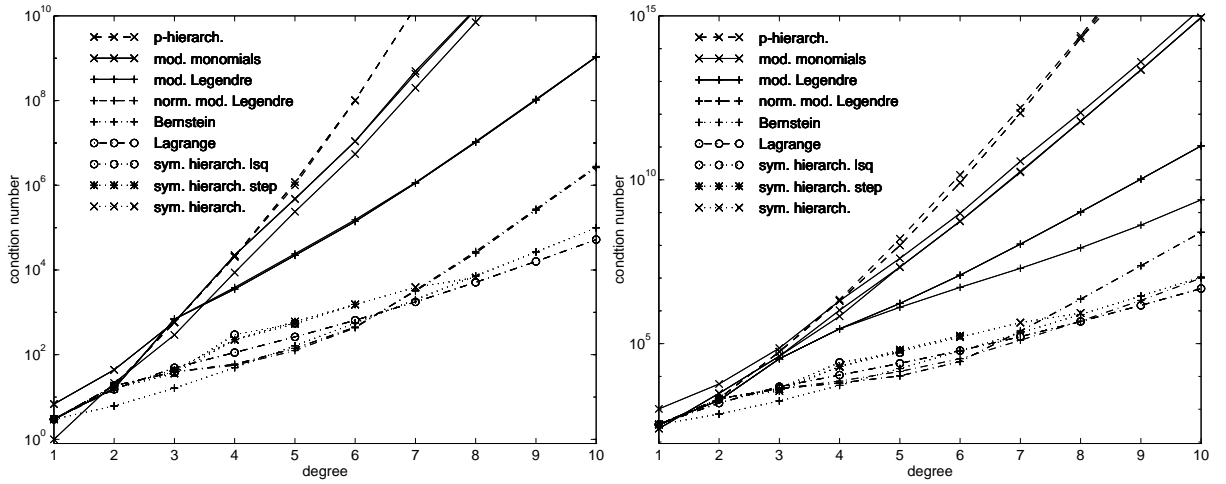 10^10
10^8
10^6
10^4
10^2
10^0
condtion number
p-hierarch.
mod. monomials
mod. Legendre
norm. mod. Legendre
Bernstein
Lagrange
sym. hierarch. lsq
sym. hierarch. step
sym. hierarch.
1 2 3 4 5 6 7 8 9 10
degree
10^15
10^10
10^5
condtion number
p-hierarch.
mod. monomials
mod. Legendre
norm. mod. Legendre
Bernstein
Lagrange
sym. hierarch. lsq
sym. hierarch. step
sym. hierarch.
1 2 3 4 5 6 7 8 9 10
degree